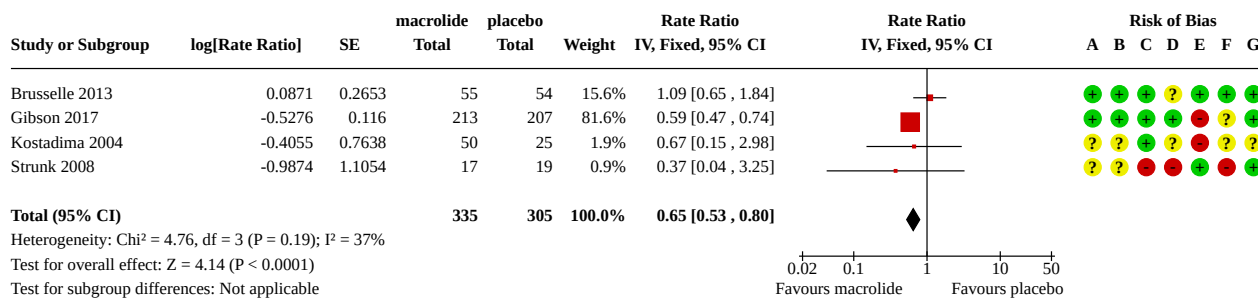 macrolide placebo Rate Ratio Rate Ratio Risk of Bias
Study or Subgroup log[Rate Ratio] SE Total Total Weight IV, Fixed, 95% CI IV, Fixed, 95% CI A B C D E F G
Brusselle 2013 0.0871 0.2653 55 54 15.6% 1.09 [0.65 , 1.84] + + + ? + + +
Gibson 2017 -0.5276 0.116 213 207 81.6% 0.59 [0.47 , 0.74] + + + + - ? +
Kostadima 2004 -0.4055 0.7638 50 25 1.9% 0.67 [0.15 , 2.98] ? ? + ? - ? ?
Strunk 2008 -0.9874 1.1054 17 19 0.9% 0.37 [0.04 , 3.25] ? ? - - + - +
Total (95% CI) 335 305 100.0% 0.65 [0.53 , 0.80]
Heterogeneity: Chi² = 4.76, df = 3 (P = 0.19); I² = 37%
Test for overall effect: Z = 4.14 (P < 0.0001)
0.02 0.1 1 10 50
Test for subgroup differences: Not applicable
Favours macrolide Favours placebo